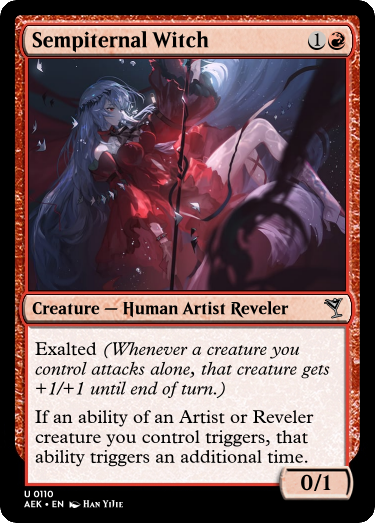 Sempiternal Witch 1
Creature — Human Artist Reveler
Exalted (Whenever a creature you
control attacks alone, that creature gets
+1/+1 until end of turn.)
If an ability of an Artist or Reveler
creature you control triggers, that
ability triggers an additional time.
0/1
U 0110
AEK • EN Han YiJie